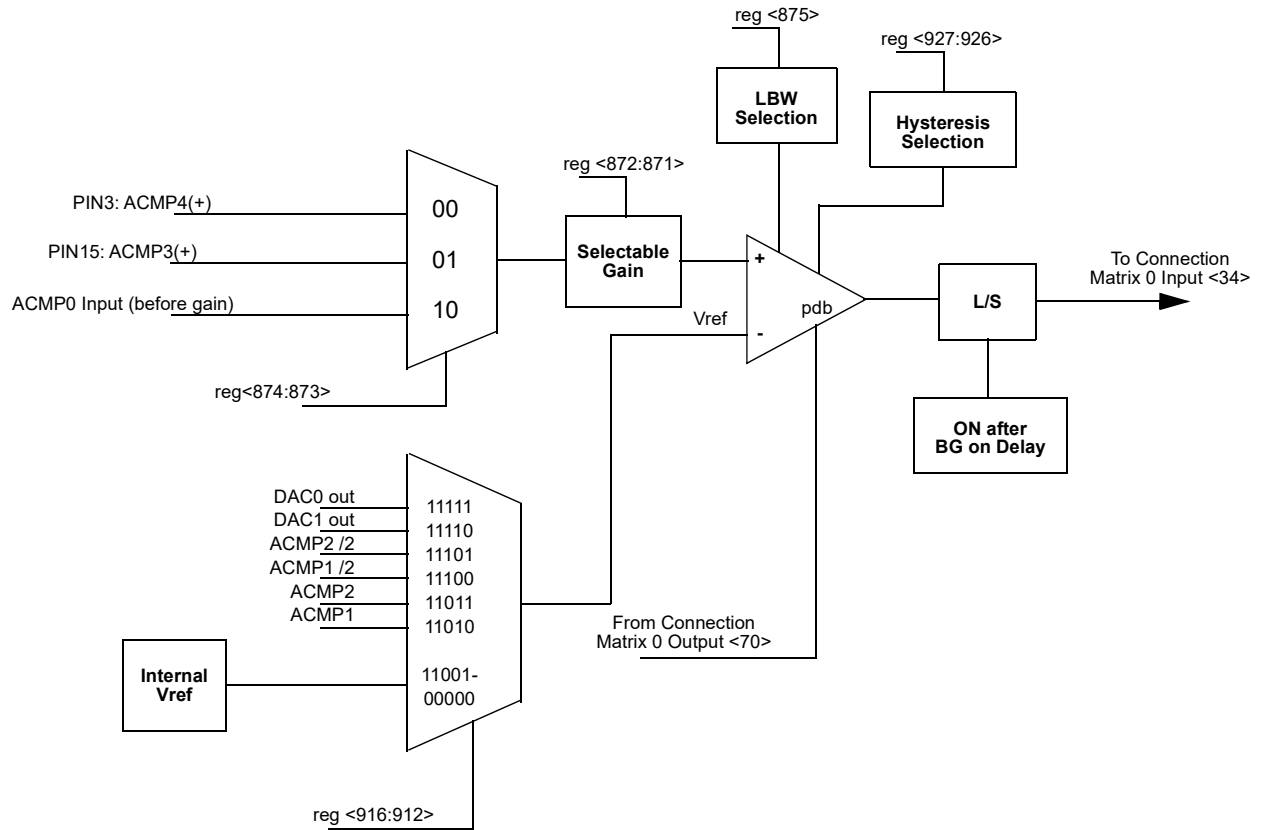 reg <875>
reg <927:926>
LBW
Selection
Hysteresis
Selection
reg <872:871>
PIN3: ACMP4(+)
00
PIN15: ACMP3(+)
01
Selectable
Gain
+
To Connection
Matrix 0 Input <34>
ACMP0 Input (before gain)
10
Vref
pdb
-
L/S
reg<874:873>
ON after
BG on Delay
DAC0 out
11111
DAC1 out
11110
ACMP2 /2
11101
ACMP1 /2
11100
ACMP2
11011
ACMP1
11010
From Connection
Matrix 0 Output <70>
Internal
Vref
11001-
00000
reg <916:912>